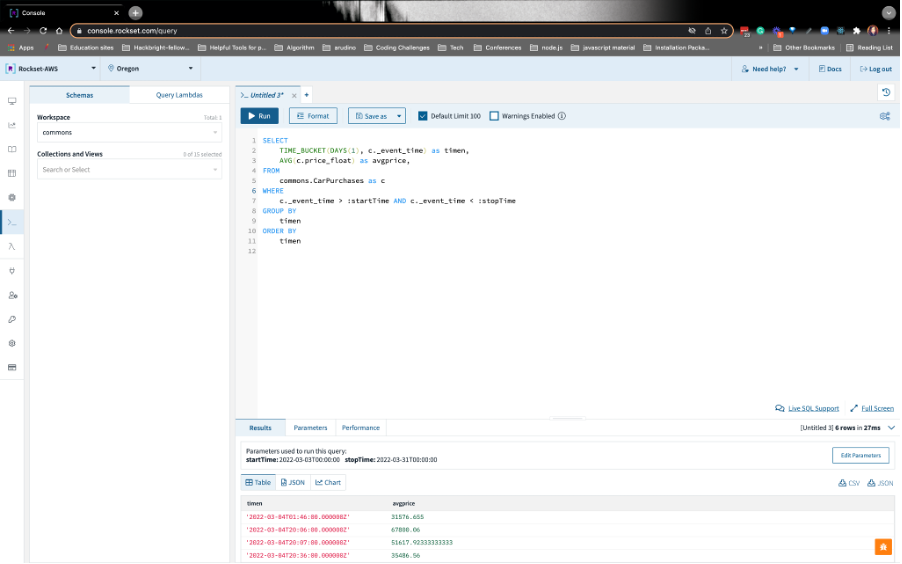 Console
console.rockset.com/query
Apps Education sites Hackbright-fellow... Helpful Tools for p... Algorithm arudino Coding Challenges Tech Conferences node.js javascript material Installation Packa... » Other Bookmarks Reading List
Rockset-AWS Oregon Need help? Docs Log out
Schemas Query Lambdas
>_ Untitled 3* × +
Workspace Total: 1
commons
Collections and Views 0 of 15 selected
Search or Select
Run Format Save as Default Limit 100 Warnings Enabled
1 SELECT
2 TIME_BUCKET(DAYS(1), c._event_time) as timen,
3 AVG(c.price_float) as avgprice,
4 FROM
5 commons.CarPurchases as c
6 WHERE
7 c._event_time > :startTime AND c._event_time < :stopTime
8 GROUP BY
9 timen
10 ORDER BY
11 timen
12
Live SQL Support Full Screen
Results Parameters Performance [Untitled 3] 6 rows in 27ms
Parameters used to run this query:
startTime: 2022-03-03T00:00:00 stopTime: 2022-03-31T00:00:00
Edit Parameters
Table JSON Chart CSV JSON
timen avgprice
'2022-03-04T01:46:00.000000Z' 31576.655
'2022-03-04T20:06:00.000000Z' 67800.06
'2022-03-04T20:07:00.000000Z' 51617.92333333333
'2022-03-04T20:36:00.000000Z' 35486.56